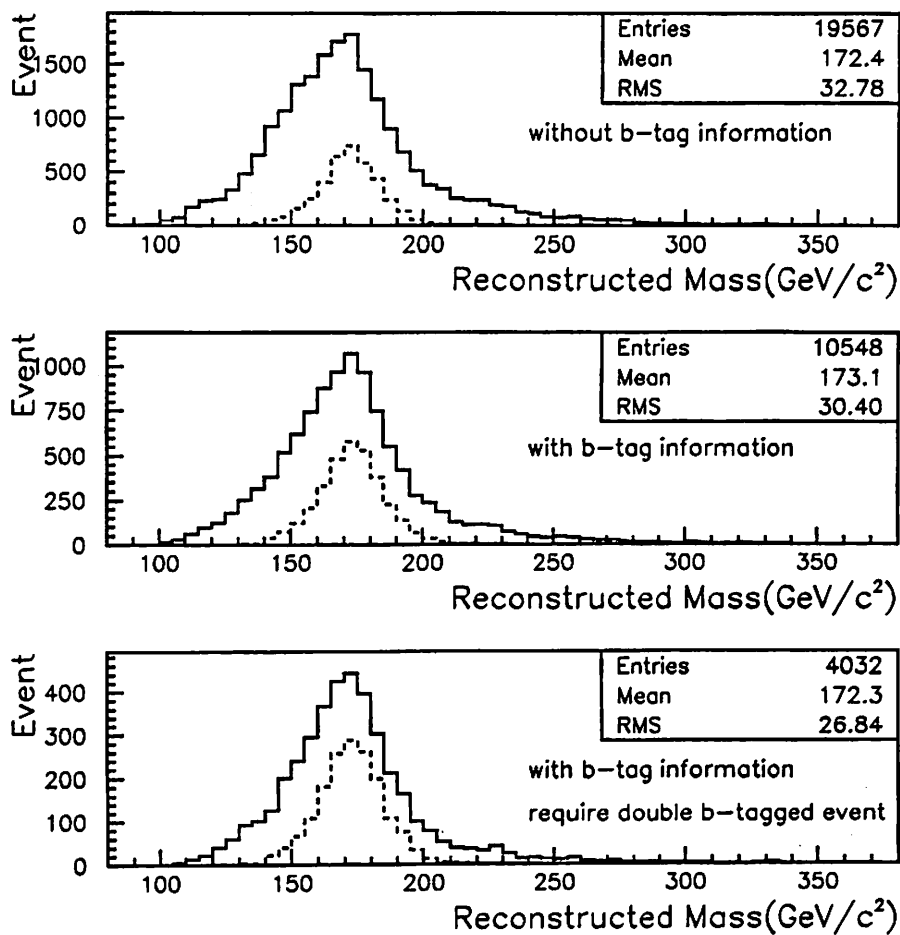 Event
1500
1000
500
0
Entries 19567
Mean 172.4
RMS 32.78
without b-tag information
100 150 200 250 300 350
Reconstructed Mass(GeV/c²)
Event
1000
750
500
250
0
Entries 10548
Mean 173.1
RMS 30.40
with b-tag information
100 150 200 250 300 350
Reconstructed Mass(GeV/c²)
Event
400
300
200
100
0
Entries 4032
Mean 172.3
RMS 26.84
with b-tag information
require double b-tagged event
100 150 200 250 300 350
Reconstructed Mass(GeV/c²)